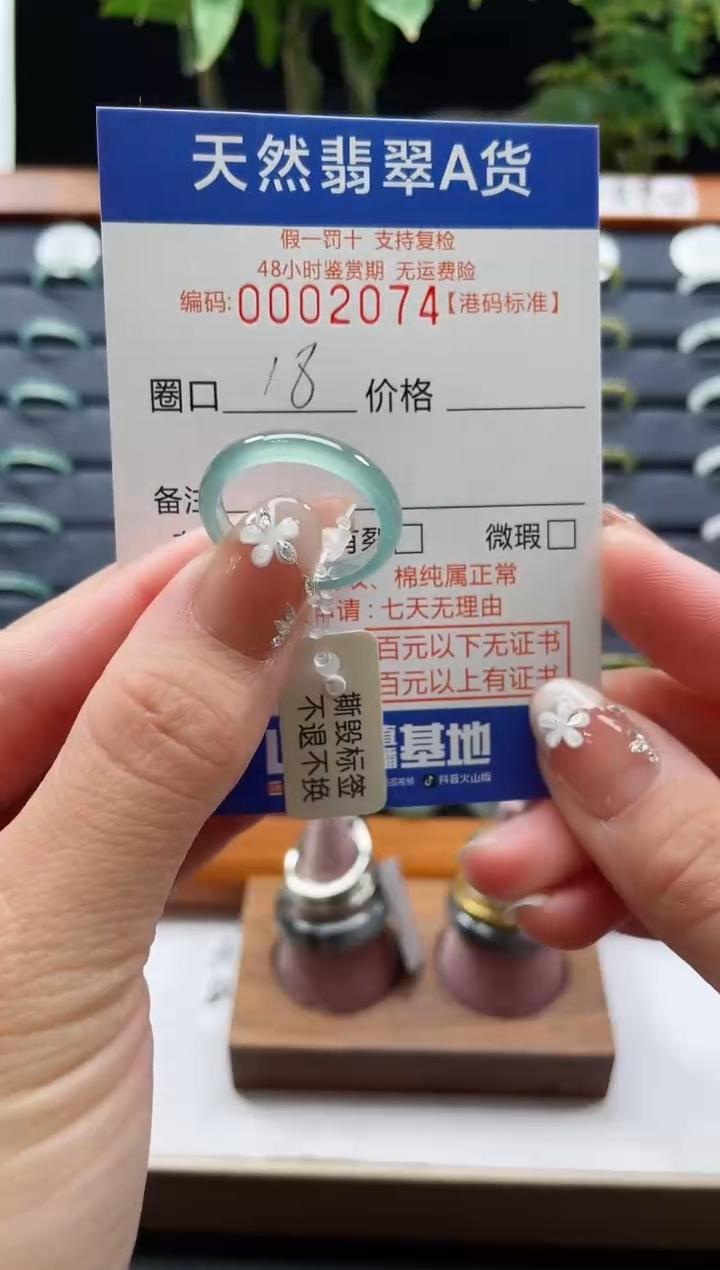 天然翡翠A货
假一罚十 支持复检
48小时鉴赏期 无运费险
编码:0002074【港码标准】
圈口 18 价格
备注
有裂□ 微瑕□
、棉纯属正常
请:七天无理由
百元以下无证书
百元以上有证书
基地
抖音火山版
撕毁标签
不退不换